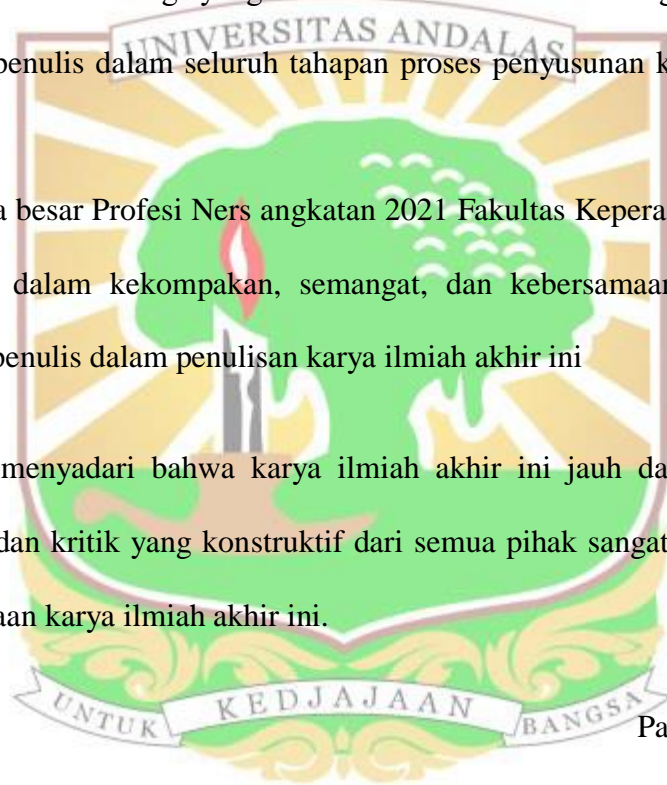 UNIVERSITAS ANDALAS
penulis dalam seluruh tahapan proses penyusunan k
a besar Profesi Ners angkatan 2021 Fakultas Kepera
dalam kekompakan, semangat, dan kebersamaan
penulis dalam penulisan karya ilmiah akhir ini
menyadari bahwa karya ilmiah akhir ini jauh da
dan kritik yang konstruktif dari semua pihak sangat
aan karya ilmiah akhir ini.
UNTUK KEDJAJAAN BANGSA
Pa